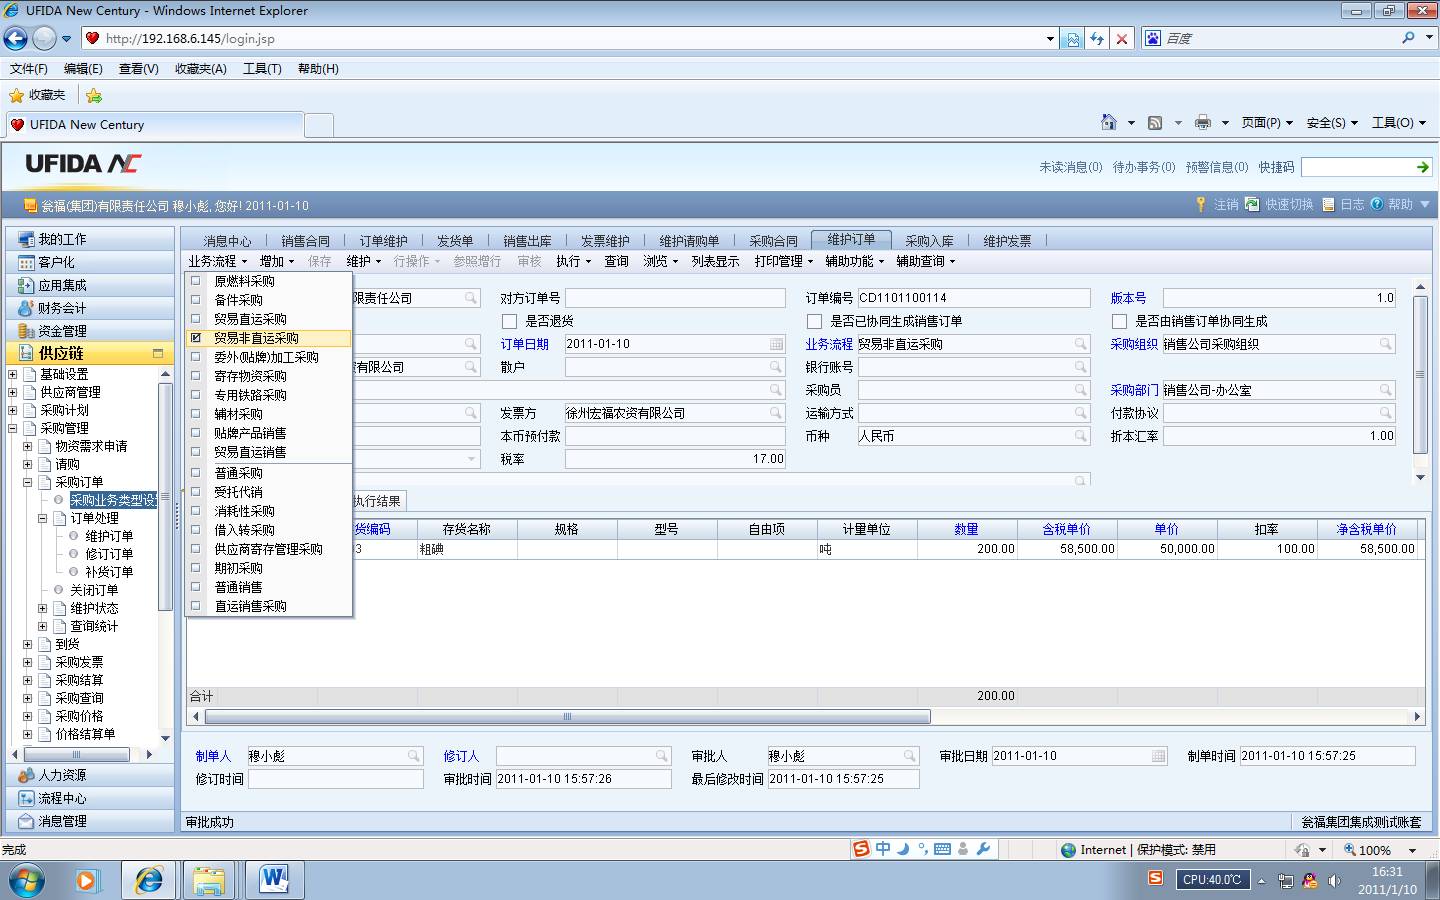 UFIDA New Century - Windows Internet Explorer
http://192.168.6.145/login.jsp
百度
文件(F) 编辑(E) 查看(V) 收藏夹(A) 工具(T) 帮助(H)
收藏夹
UFIDA New Century
页面(P) 安全(S) 工具(O)
UFIDA NC
未读消息(0) 待办事务(0) 预警信息(0) 快捷码
瓮福(集团)有限责任公司 穆小彪, 您好! 2011-01-10
注销 快速切换 日志 帮助
我的工作
客户化
应用集成
财务会计
资金管理
供应链
基础设置
供应商管理
采购计划
采购管理
物资需求申请
请购
采购订单
采购业务类型设
订单处理
维护订单
修订订单
补货订单
关闭订单
维护状态
查询统计
到货
采购发票
采购结算
采购查询
采购价格
价格结算单
人力资源
流程中心
消息管理
消息中心 销售合同 订单维护 发货单 销售出库 发票维护 维护请购单 采购合同 维护订单 采购入库 维护发票
业务流程 增加 保存 维护 行操作 参照增行 审核 执行 查询 浏览 列表显示 打印管理 辅助功能 辅助查询
原燃料采购
备件采购
贸易直运采购
贸易非直运采购
委外(贴牌)加工采购
寄存物资采购
专用铁路采购
辅材采购
贴牌产品销售
贸易直运销售
普通采购
受托代销
消耗性采购
借入转采购
供应商寄存管理采购
期初采购
普通销售
直运销售采购
限责任公司 对方订单号 订单编号 CD1101100114 版本号 1.0
是否退货 是否已协同生成销售订单 是否由销售订单协同生成
订单日期 2011-01-10 业务流程 贸易非直运采购 采购组织 销售公司采购组织
资有限公司 散户 银行账号
采购员 采购部门 销售公司-办公室
发票方 徐州宏福农资有限公司 运输方式 付款协议
本币预付款 币种 人民币 折本汇率 1.00
税率 17.00
执行结果
货编码 存货名称 规格 型号 自由项 计量单位 数量 含税单价 单价 扣率 净含税单价
03 粗碘 吨 200.00 58,500.00 50,000.00 100.00 58,500.00
合计 200.00
制单人 穆小彪 修订人 审批人 穆小彪 审批日期 2011-01-10 制单时间 2011-01-10 15:57:25
修订时间 审批时间 2011-01-10 15:57:26 最后修改时间 2011-01-10 15:57:25
审批成功 瓮福集团集成测试账套
完成 中 Internet | 保护模式: 禁用 100%
CPU:40.0℃
16:31
2011/1/10